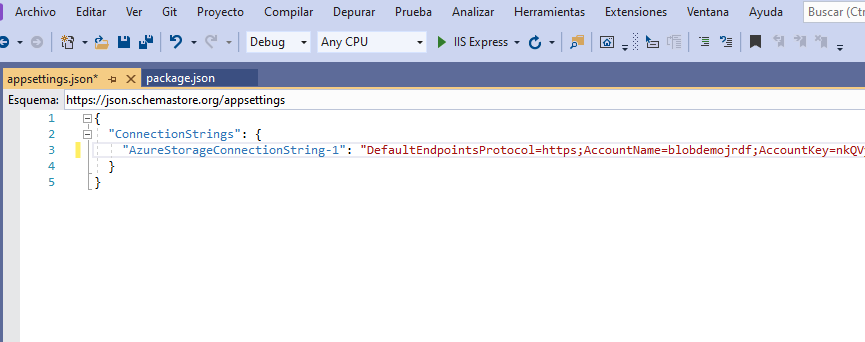 Archivo Editar Ver Git Proyecto Compilar Depurar Prueba Analizar Herramientas Extensiones Ventana Ayuda Buscar (Ctr
Debug Any CPU IIS Express
appsettings.json* package.json
Esquema: https://json.schemastore.org/appsettings
1 {
2 "ConnectionStrings": {
3 "AzureStorageConnectionString-1": "DefaultEndpointsProtocol=https;AccountName=blobdemojrdf;AccountKey=nkQV
4 }
5 }